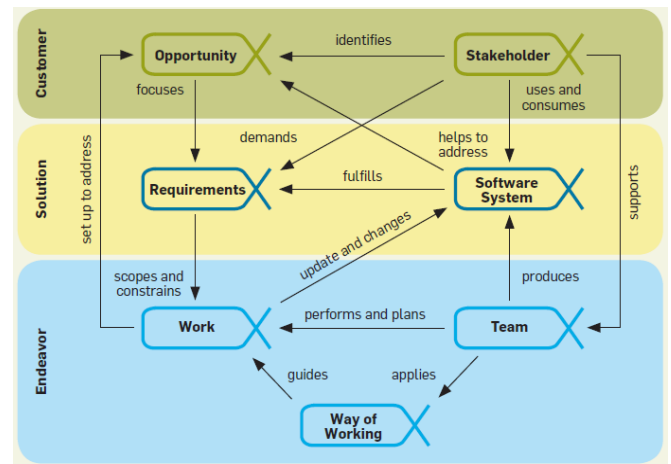 Customer
Opportunity
identifies
Stakeholder
focuses
uses and
consumes
set up to address
demands
helps to
address
supports
Solution
Requirements
fulfills
Software
System
scopes and
constrains
update and changes
produces
Endeavor
Work
performs and plans
Team
guides
applies
Way of
Working